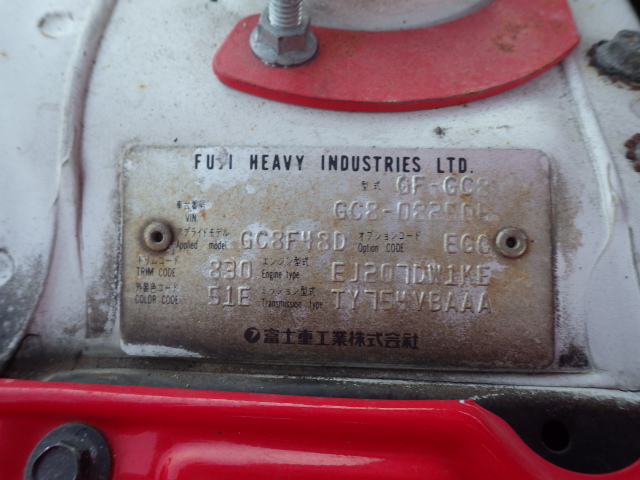 FUJI HEAVY INDUSTRIES LTD.
型式 GF-GC8
車台番号 VIN
アプライドモデル Applied model GC8F48D オプションコード Option code EGC
トリムコード TRIM CODE 830 エンジン型式 Engine type EJ207DW1KE
外装色コード COLOR CODE 51E ミッション型式 Transmission type TY754VBAAA
富士重工業株式会社